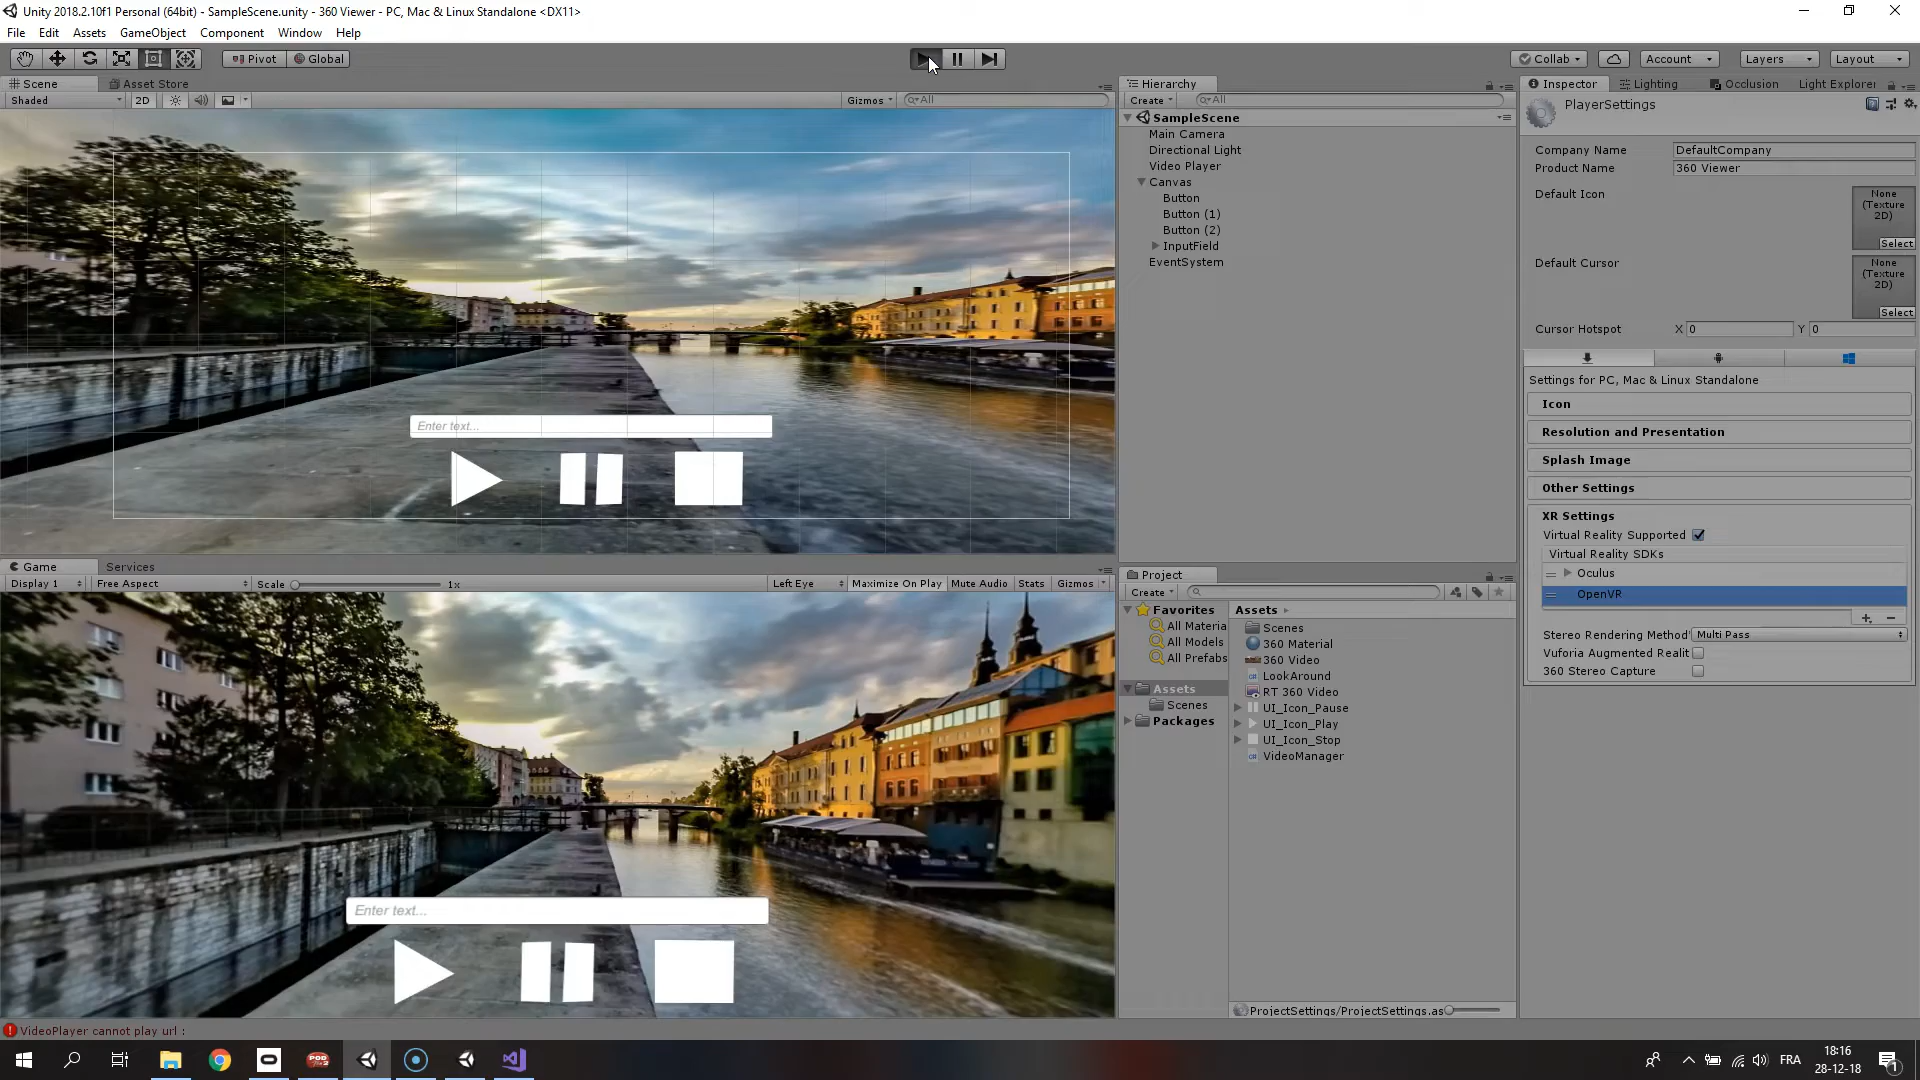 Unity 2018.2.10f1 Personal (64bit) - SampleScene.unity - 360 Viewer - PC, Mac & Linux Standalone <DX11>
File Edit Assets GameObject Component Window Help
Pivot Global
Collab Account Layers Layout
Scene Asset Store
Shaded 2D Gizmos All
Enter text...
Game Services
Display 1 Free Aspect Scale 1x Left Eye Maximize On Play Mute Audio Stats Gizmos
Enter text...
VideoPlayer cannot play url :
Hierarchy
Create All
SampleScene
Main Camera
Directional Light
Video Player
Canvas
Button
Button (1)
Button (2)
InputField
EventSystem
Project
Create
Favorites
All Materia
All Models
All Prefabs
Assets
Scenes
Packages
Assets
Scenes
360 Material
360 Video
LookAround
RT 360 Video
UI_Icon_Pause
UI_Icon_Play
UI_Icon_Stop
VideoManager
ProjectSettings/ProjectSettings.as
Inspector Lighting Occlusion Light Explorer
PlayerSettings
Company Name DefaultCompany
Product Name 360 Viewer
Default Icon
None
(Texture
2D)
Select
Default Cursor
None
(Texture
2D)
Select
Cursor Hotspot X 0 Y 0
Settings for PC, Mac & Linux Standalone
Icon
Resolution and Presentation
Splash Image
Other Settings
XR Settings
Virtual Reality Supported
Virtual Reality SDKs
Oculus
OpenVR
Stereo Rendering Method* Multi Pass
Vuforia Augmented Realit
360 Stereo Capture
FRA
18:16
28-12-18
1